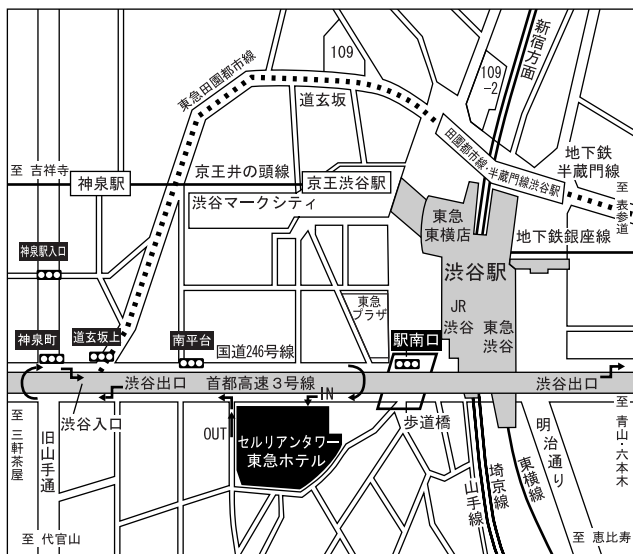 109
新宿方面
東急田園都市線
109
-2
道玄坂
田園都市線・半蔵門線渋谷駅
地下鉄
半蔵門線
至 吉祥寺
神泉駅
京王井の頭線
京王渋谷駅
至 表参道
渋谷マークシティ
東急
東横店
地下鉄銀座線
神泉駅入口
渋谷駅
東急
プラザ
JR
渋谷
東急
渋谷
神泉町
道玄坂上
南平台
国道246号線
駅南口
渋谷出口
首都高速3号線
IN
渋谷出口
渋谷入口
OUT
セルリアンタワー
東急ホテル
歩道橋
至 三軒茶屋
旧山手通
山手線
埼京線
東横線
明治通り
至 青山・六本木
至 代官山
至 恵比寿